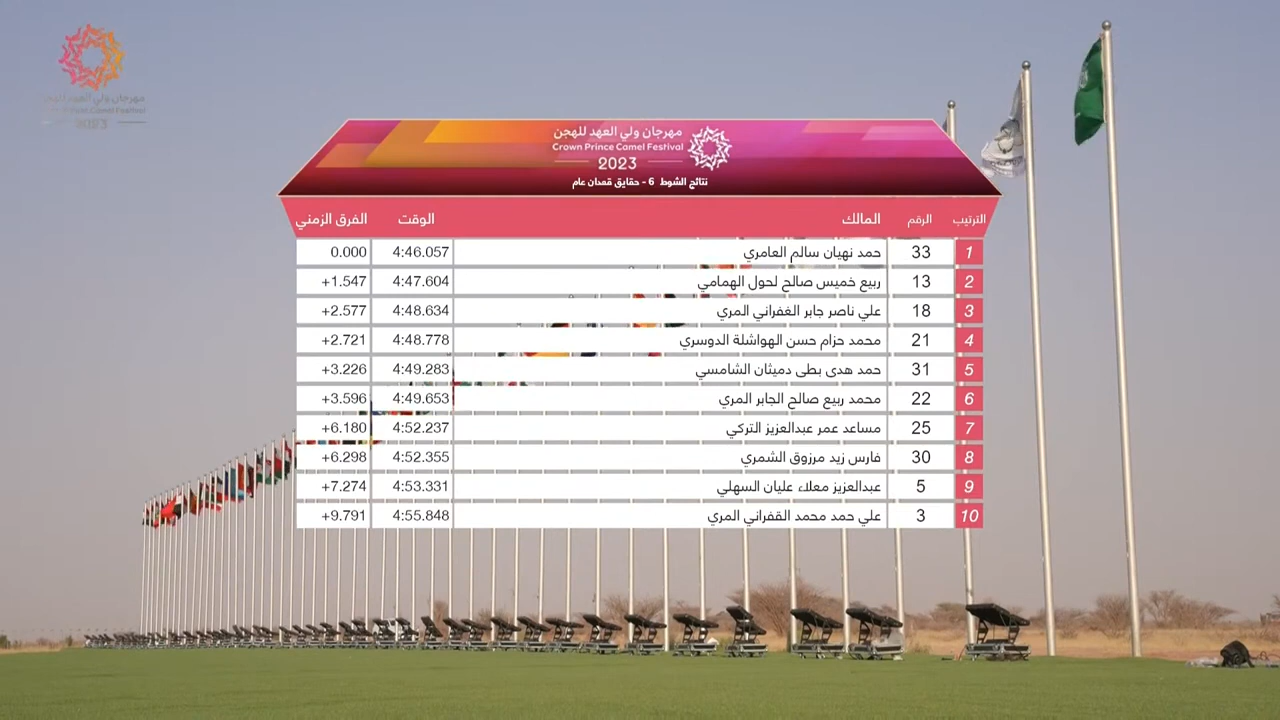 مهرجان ولي العهد للهجن
Crown Prince Camel Festival
2023
مهرجان ولي العهد للهجن
Crown Prince Camel Festival
2023
نتائج الشوط 6 - حقايق قعدان عام
الترتيب الرقم المالك الوقت الفرق الزمني
1 33 حمد نهيان سالم العامري 4:46.057 0.000
2 13 ربيع خميس صالح لحول الهمامي 4:47.604 +1.547
3 18 علي ناصر جابر الغفراني المري 4:48.634 +2.577
4 21 محمد حزام حسن الهواشلة الدوسري 4:48.778 +2.721
5 31 حمد هدى بطى دميثان الشامسي 4:49.283 +3.226
6 22 محمد ربيع صالح الجابر المري 4:49.653 +3.596
7 25 مساعد عمر عبدالعزيز التركي 4:52.237 +6.180
8 30 فارس زيد مرزوق الشمري 4:52.355 +6.298
9 5 عبدالعزيز معلاء عليان السهلي 4:53.331 +7.274
10 3 علي حمد محمد القفراني المري 4:55.848 +9.791